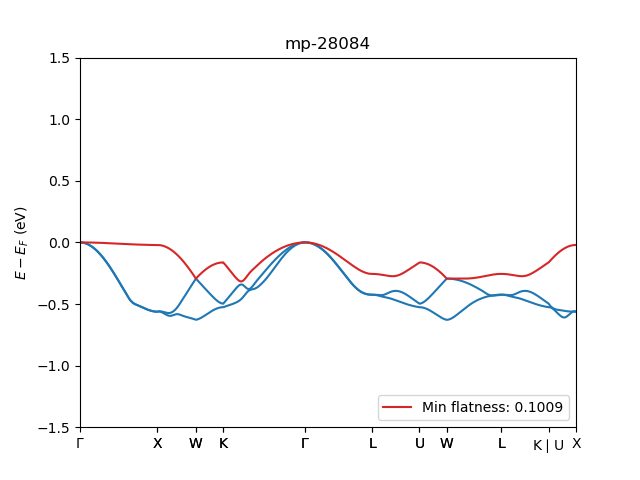 mp-28084
1.5
1.0
0.5
0.0
−0.5
−1.0
−1.5
E − E_F (eV)
Min flatness: 0.1009
Γ X W K Γ L U W L K | U X